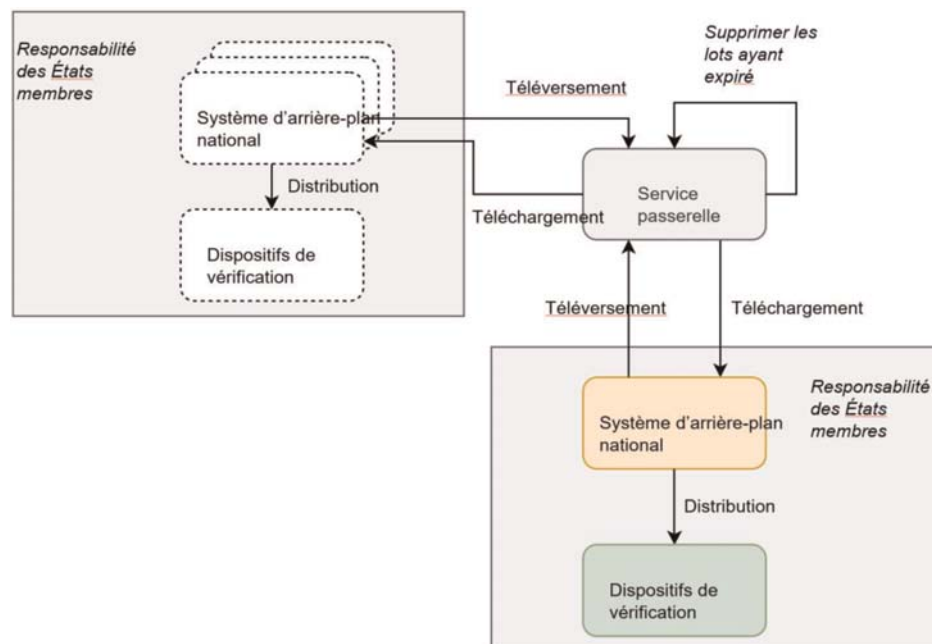 Responsabilité
des États
membres
Système d'arrière-plan
national
Distribution
Dispositifs de
vérification
Téléversement
Téléchargement
Supprimer les
lots ayant
expiré
Service
passerelle
Téléversement
Téléchargement
Responsabilité
des États
membres
Système d'arrière-plan
national
Distribution
Dispositifs de
vérification